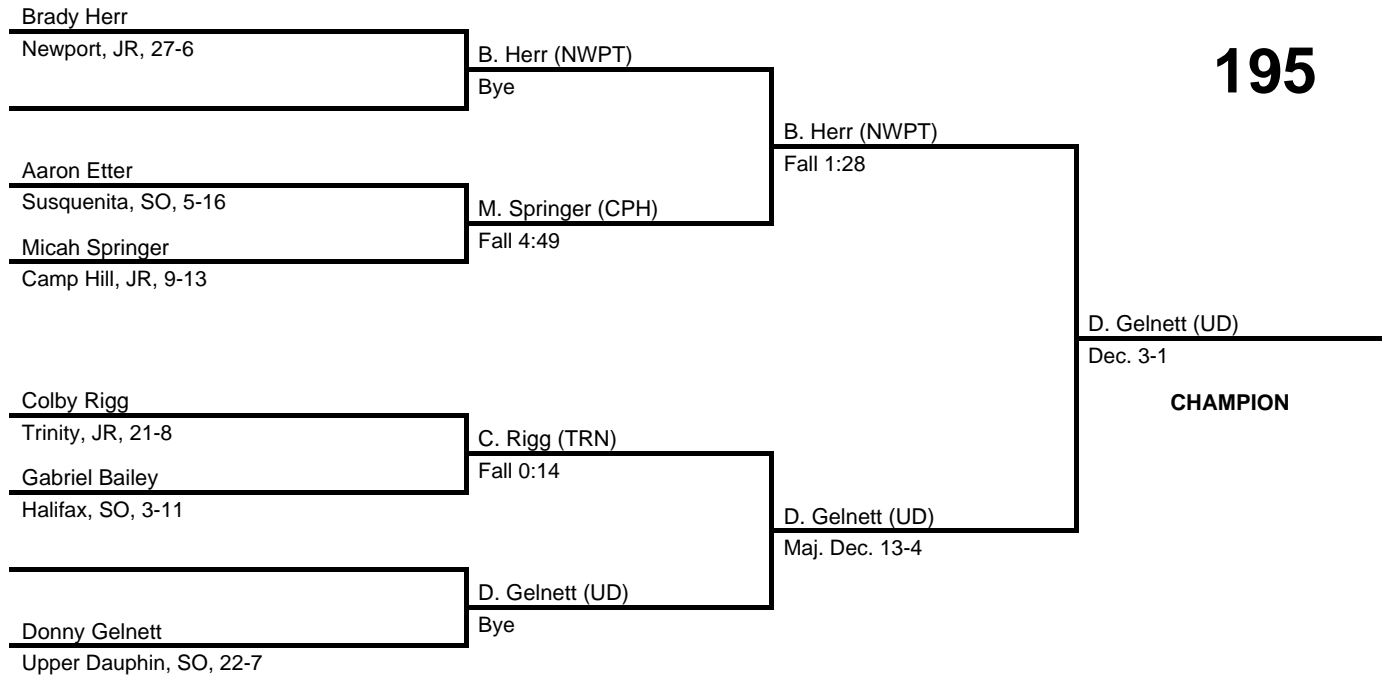 Brady Herr
Newport, JR, 27-6
B. Herr (NWPT)
Bye
195
B. Herr (NWPT)
Fall 1:28
Aaron Etter
Susquenita, SO, 5-16
M. Springer (CPH)
Fall 4:49
Micah Springer
Camp Hill, JR, 9-13
D. Gelnett (UD)
Dec. 3-1
CHAMPION
Colby Rigg
Trinity, JR, 21-8
C. Rigg (TRN)
Fall 0:14
Gabriel Bailey
Halifax, SO, 3-11
D. Gelnett (UD)
Maj. Dec. 13-4
D. Gelnett (UD)
Bye
Donny Gelnett
Upper Dauphin, SO, 22-7